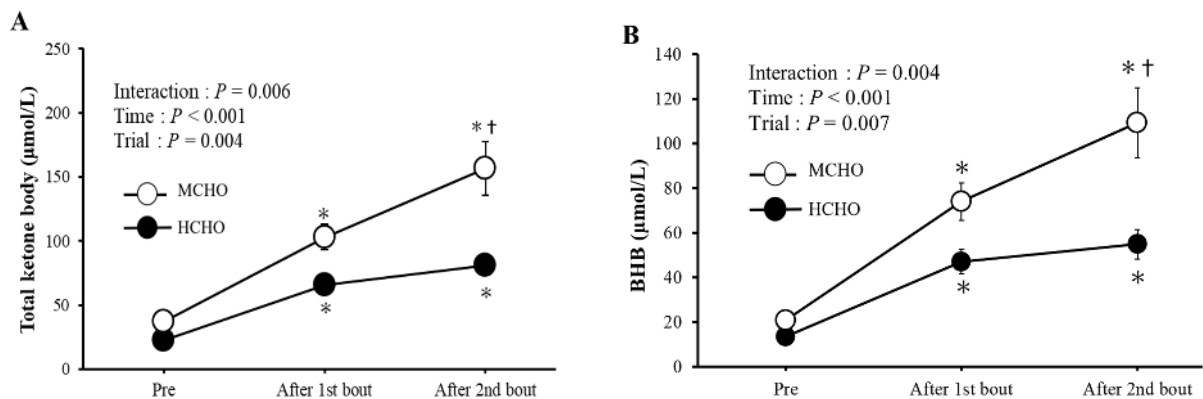 A
Total ketone body (μmol/L)
250
200
150
100
50
0
Interaction : P = 0.006
Time : P < 0.001
Trial : P = 0.004
MCHO
HCHO
*
*
* †
*
Pre
After 1st bout
After 2nd bout
B
BHB (μmol/L)
140
120
100
80
60
40
20
0
Interaction : P = 0.004
Time : P < 0.001
Trial : P = 0.007
MCHO
HCHO
*
*
* †
*
Pre
After 1st bout
After 2nd bout